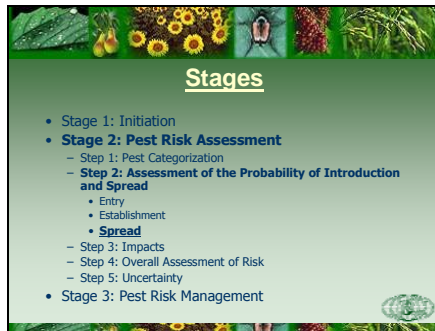 Stages
• Stage 1: Initiation
• Stage 2: Pest Risk Assessment
– Step 1: Pest Categorization
– Step 2: Assessment of the Probability of Introduction
and Spread
• Entry
• Establishment
• Spread
– Step 3: Impacts
– Step 4: Overall Assessment of Risk
– Step 5: Uncertainty
• Stage 3: Pest Risk Management